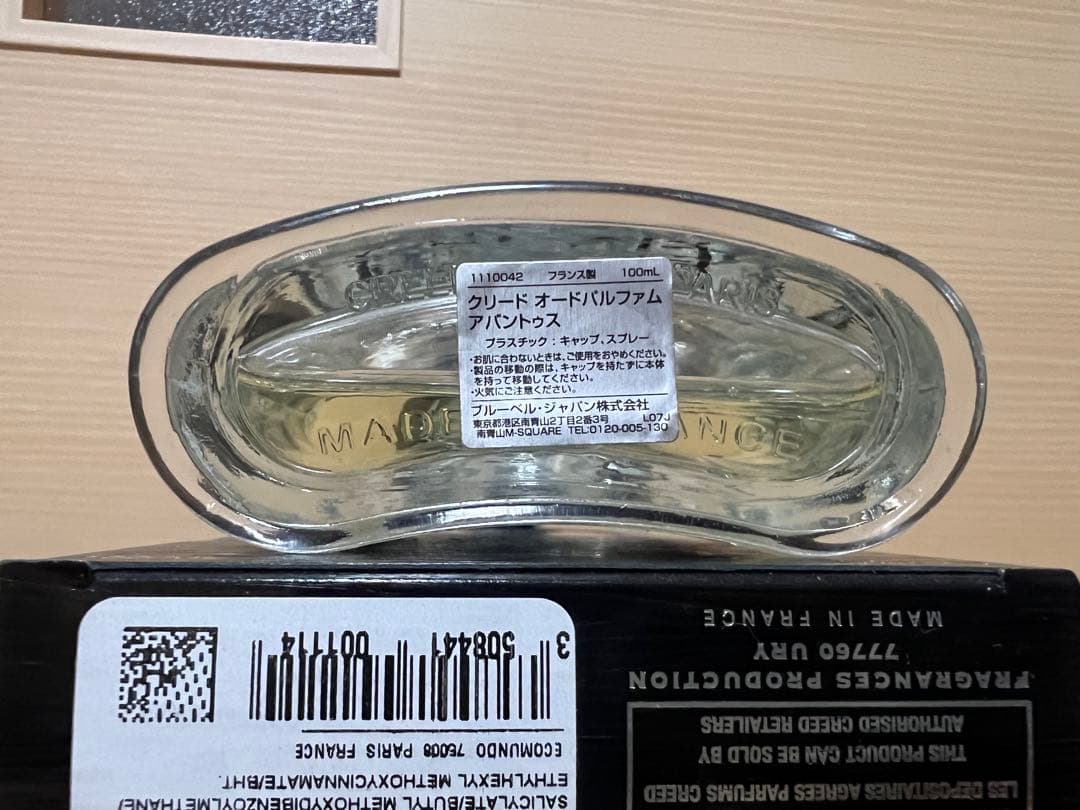 CREED PARIS
MADE FRANCE
1110042 フランス製 100mL
クリード オードパルファム
アバントゥス
プラスチック：キャップ、スプレー
・お肌に合わないときは、ご使用をおやめください。
・製品の移動の際は、キャップを持たずに本体
を持って移動してください。
・火気にご注意ください。
ブルーベル・ジャパン株式会社
東京都港区南青山2丁目2番3号 L07J
南青山M-SQUARE TEL:0120-005-130
SALICYLATE/BUTYL METHOXYDIBENZOYLMETHANE/
ETHYLHEXYL METHOXYCINNAMATE/BHT.
ECOMUNDO 75008 PARIS FRANCE
3 508441 001114
LES DEPOSITAIRES AGREES PARFUMS CREED
THIS PRODUCT CAN BE SOLD BY
AUTHORISED CREED RETAILERS
FRAGRANCES PRODUCTION
77760 URY
MADE IN FRANCE